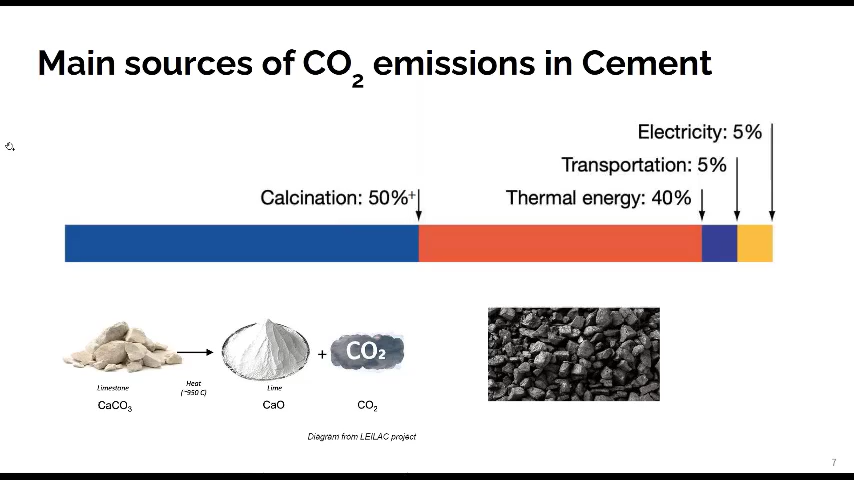 Main sources of CO₂ emissions in Cement
Electricity: 5%
Transportation: 5%
Calcination: 50%⁺
Thermal energy: 40%
+
CO₂
Limestone
Heat
(~950 C)
Lime
CaCO₃
CaO
CO₂
Diagram from LEILAC project
7